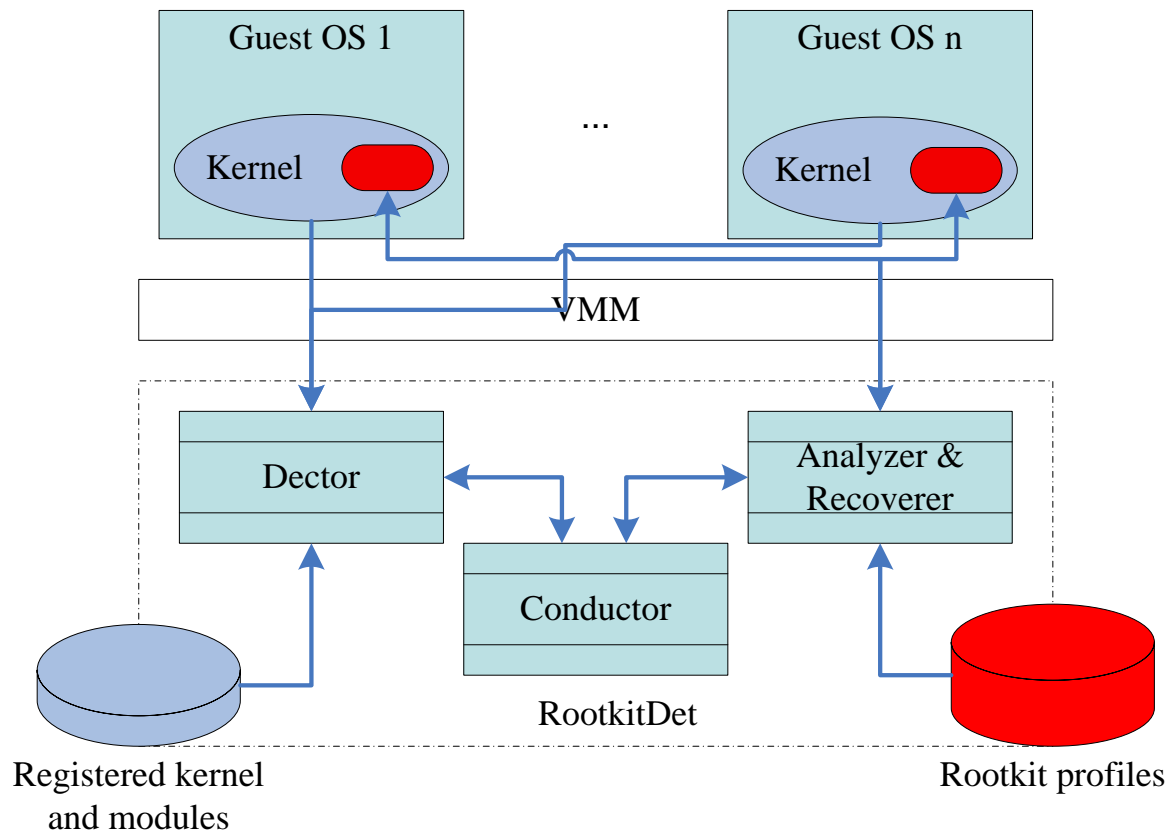 Guest OS 1
Guest OS n
Kernel
...
Kernel
VMM
Dector
Analyzer &
Recoverer
Conductor
RootkitDet
Registered kernel
and modules
Rootkit profiles